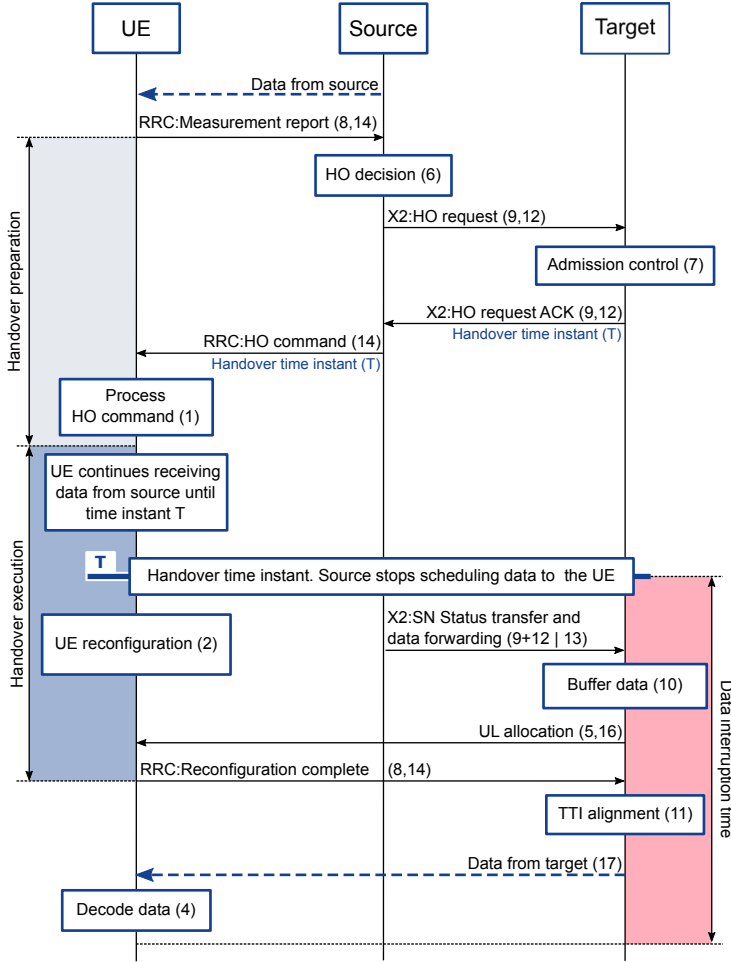 UE
Source
Target
Data from source
RRC:Measurement report (8,14)
HO decision (6)
X2:HO request (9,12)
Admission control (7)
Handover preparation
X2:HO request ACK (9,12)
Handover time instant (T)
RRC:HO command (14)
Handover time instant (T)
Process
HO command (1)
UE continues receiving
data from source until
time instant T
T
Handover time instant. Source stops scheduling data to the UE
Handover execution
X2:SN Status transfer and
data forwarding (9+12 | 13)
UE reconfiguration (2)
Buffer data (10)
Data interruption time
UL allocation (5,16)
RRC:Reconfiguration complete (8,14)
TTI alignment (11)
Data from target (17)
Decode data (4)